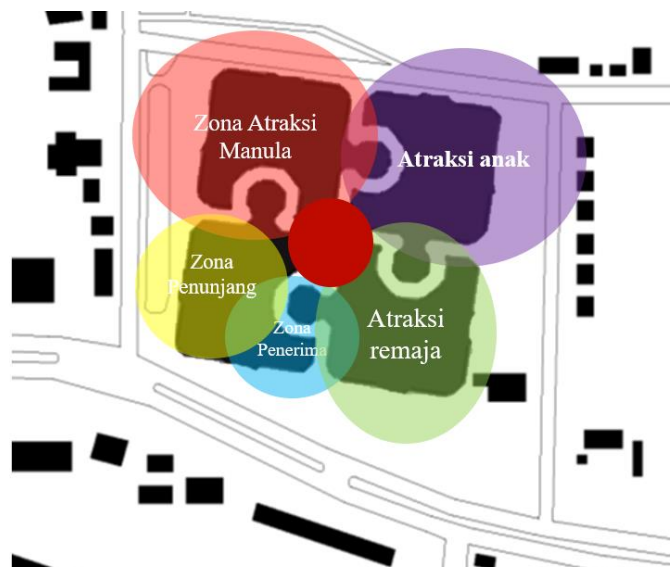 Zona Atraksi
Manula
Atraksi anak
Zona
Penunjang
Zona
Penerima
Atraksi
remaja